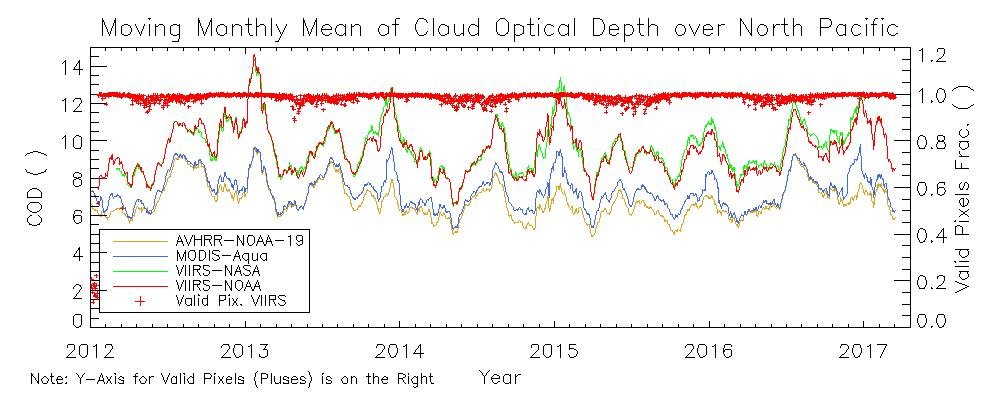 Moving Monthly Mean of Cloud Optical Depth over North Pacific
14
12
10
8
6
4
2
0
COD ( )
1.2
1.0
0.8
0.6
0.4
0.2
0.0
Valid Pixels Frac. ( )
AVHRR-NOAA-19
MODIS-Aqua
VIIRS-NASA
VIIRS-NOAA
Valid Pix. VIIRS
2012 2013 2014 2015 2016 2017
Year
Note: Y-Axis for Valid Pixels (Pluses) is on the Right